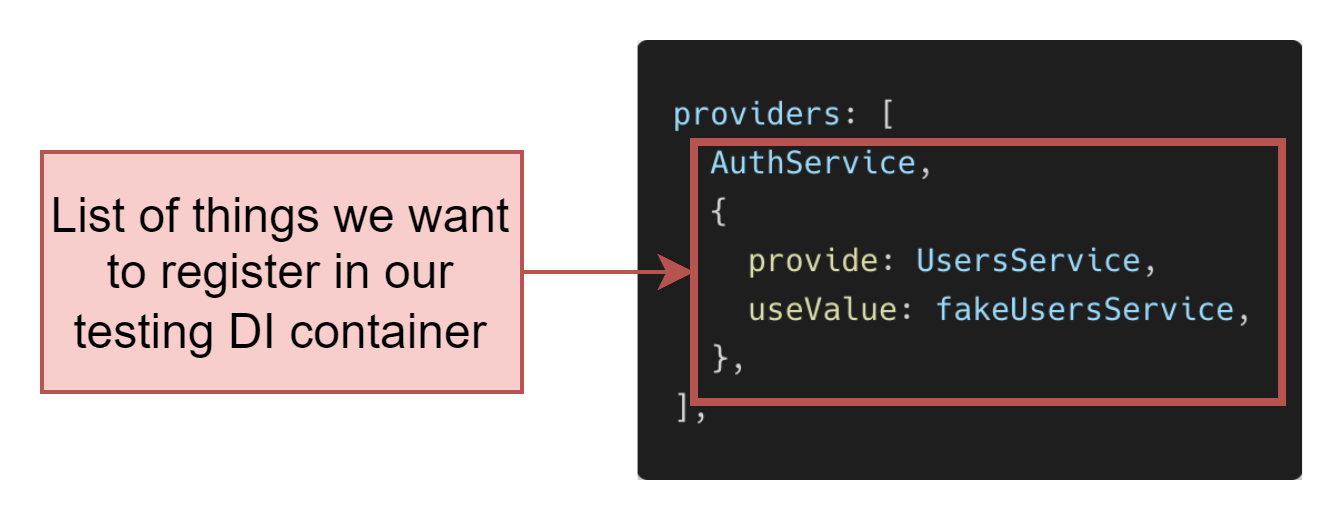 List of things we want
to register in our
testing DI container
providers: [
AuthService,
{
provide: UsersService,
useValue: fakeUsersService,
},
],